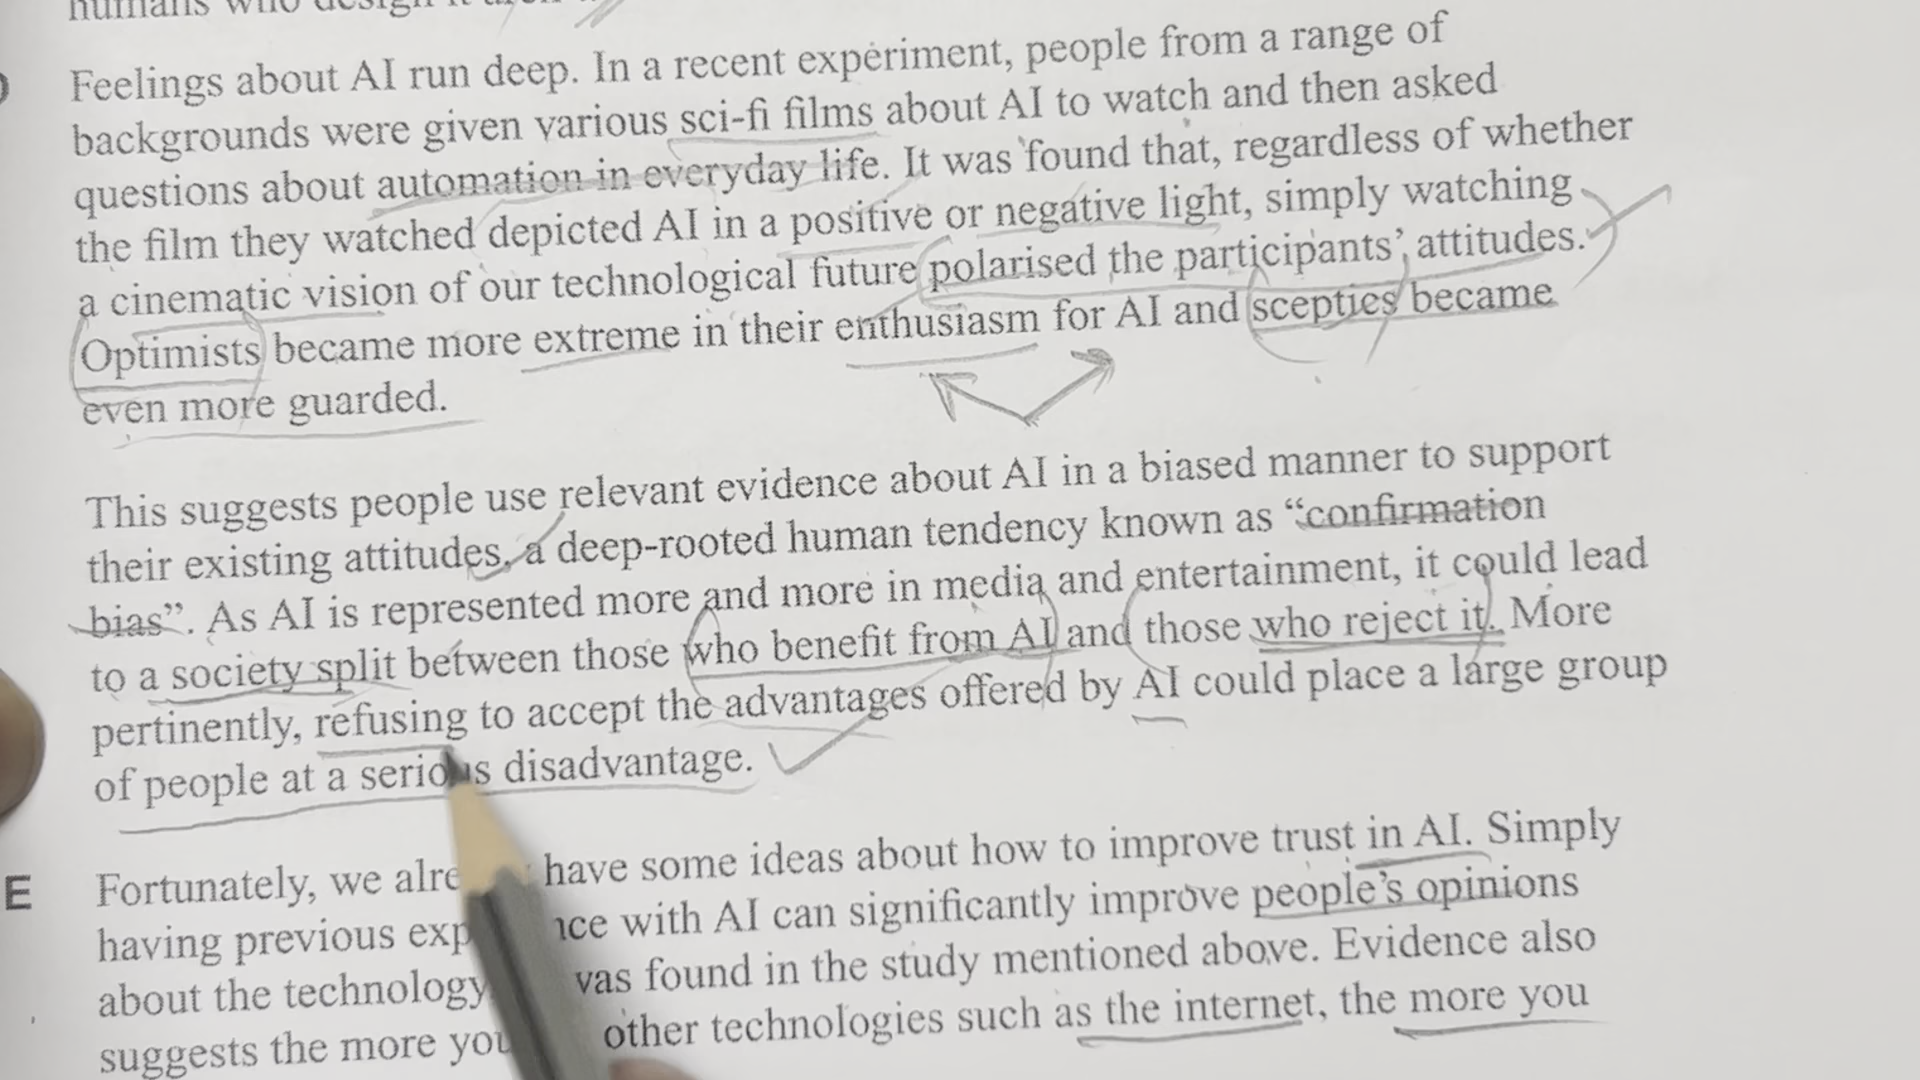 humans who design it
Feelings about AI run deep. In a recent experiment, people from a range of
backgrounds were given various sci-fi films about AI to watch and then asked
questions about automation in everyday life. It was found that, regardless of whether
the film they watched depicted AI in a positive or negative light, simply watching
a cinematic vision of our technological future polarised the participants' attitudes.
Optimists became more extreme in their enthusiasm for AI and sceptics became
even more guarded.
This suggests people use relevant evidence about AI in a biased manner to support
their existing attitudes, a deep-rooted human tendency known as “confirmation
bias”. As AI is represented more and more in media and entertainment, it could lead
to a society split between those who benefit from AI and those who reject it. More
pertinently, refusing to accept the advantages offered by AI could place a large group
of people at a serious disadvantage.
E Fortunately, we have some ideas about how to improve trust in AI. Simply
having previous with AI can significantly improve people's opinions
about the technology found in the study mentioned above. Evidence also
suggests the more you other technologies such as the internet, the more you